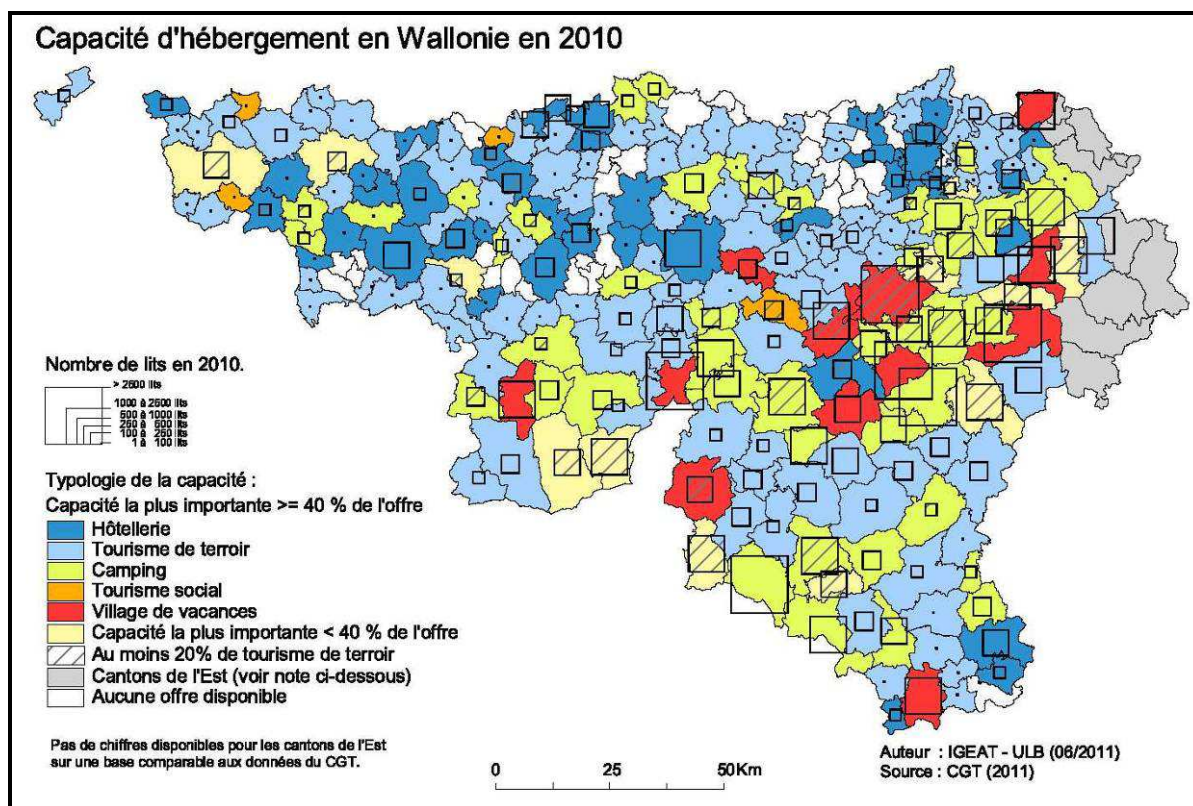 Capacité d'hébergement en Wallonie en 2010
Nombre de lits en 2010.
> 2500 lits
1000 à 2500 lits
500 à 1000 lits
250 à 500 lits
100 à 250 lits
1 à 100 lits
Typologie de la capacité :
Capacité la plus importante >= 40 % de l'offre
Hôtellerie
Tourisme de terroir
Camping
Tourisme social
Village de vacances
Capacité la plus importante < 40 % de l'offre
Au moins 20% de tourisme de terroir
Cantons de l'Est (voir note ci-dessous)
Aucune offre disponible
Pas de chiffres disponibles pour les cantons de l'Est
sur une base comparable aux données du CGT.
0 25 50Km
Auteur : IGEAT - ULB (06/2011)
Source : CGT (2011)